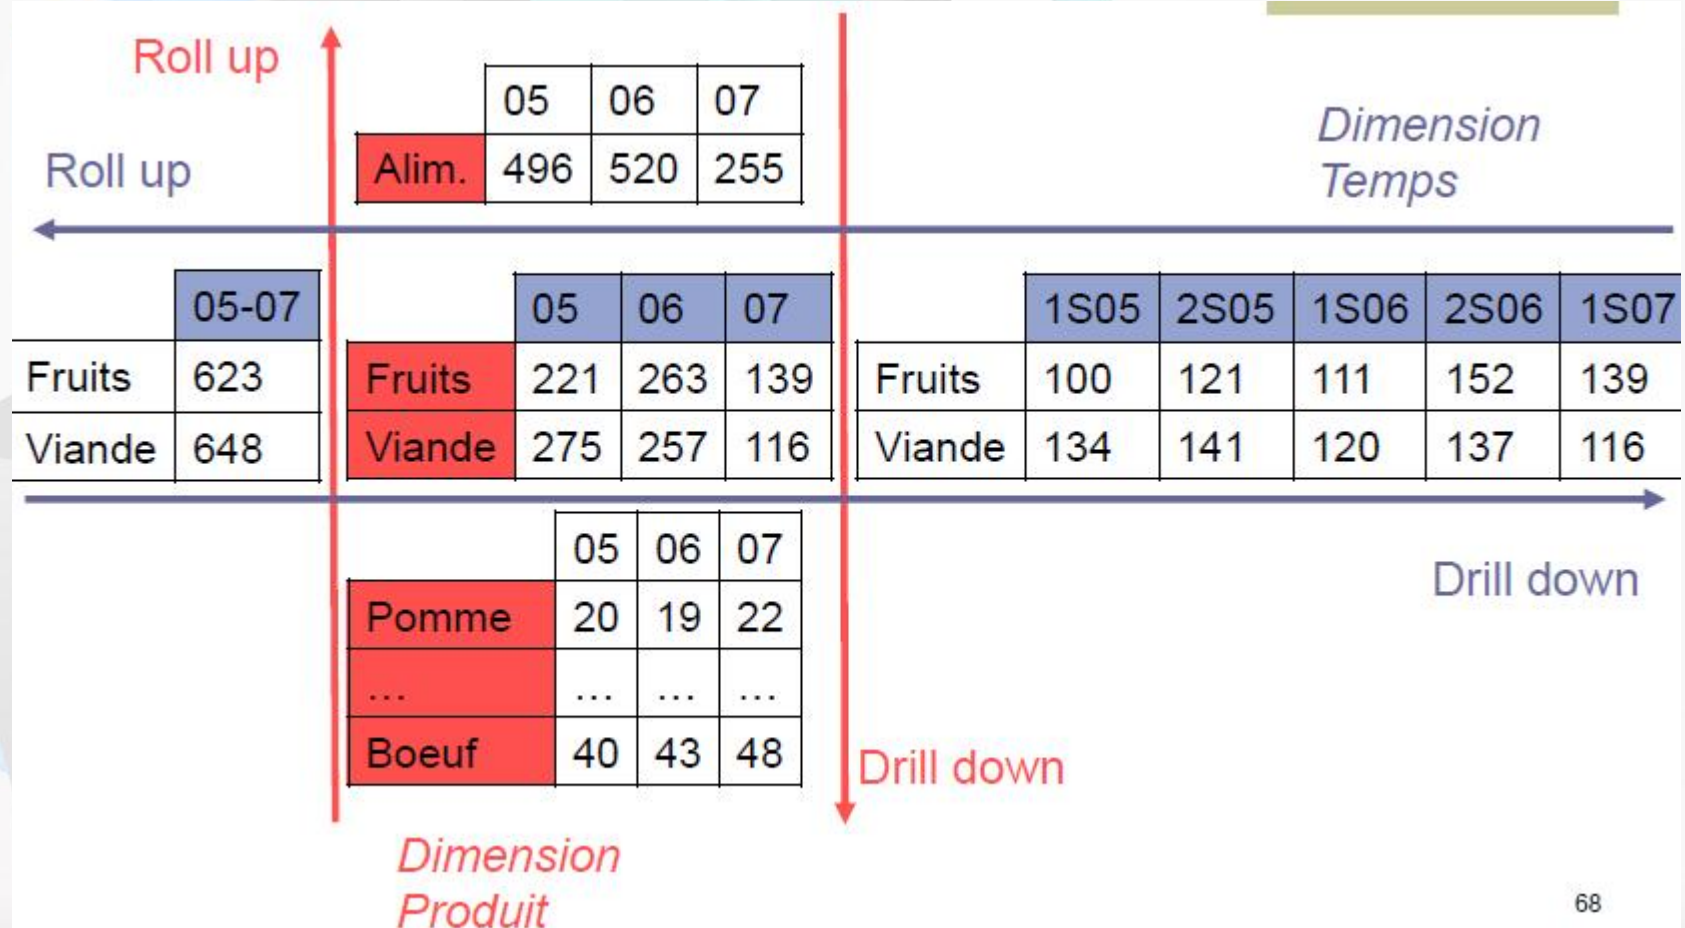 Roll up
05 06 07
Alim. 496 520 255
Dimension
Temps
Roll up
05-07
Fruits 623
Viande 648
05 06 07
Fruits 221 263 139
Viande 275 257 116
1S05 2S05 1S06 2S06 1S07
Fruits 100 121 111 152 139
Viande 134 141 120 137 116
05 06 07
Pomme 20 19 22
... ... ... ...
Boeuf 40 43 48
Drill down
Drill down
Dimension
Produit
68